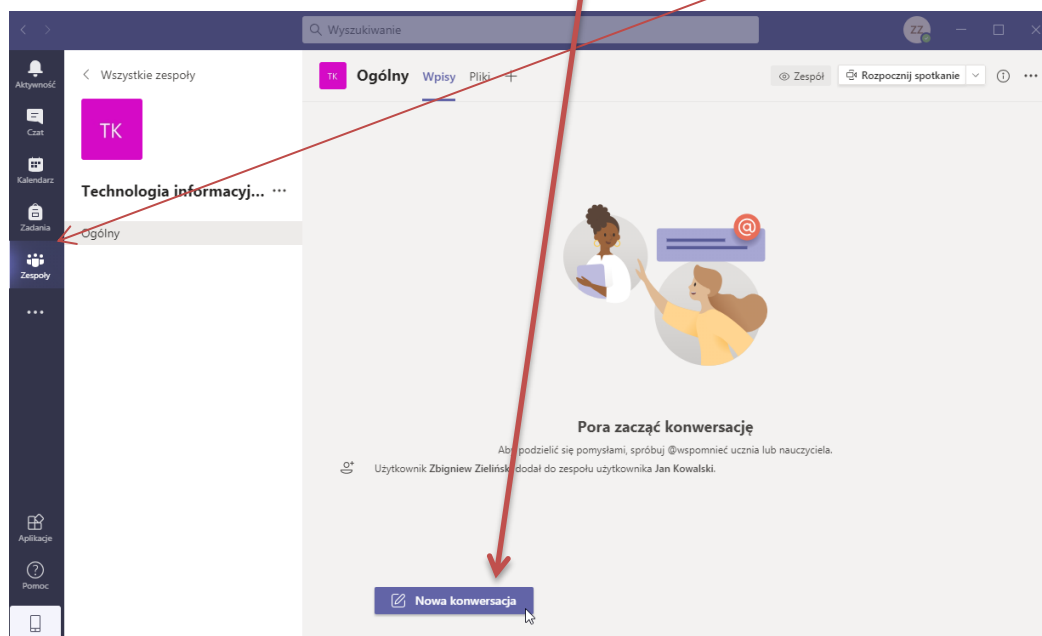 Wyszukiwanie
ZZ
Aktywność
Czat
Kalendarz
Zadania
Zespoły
Aplikacje
Pomoc
Wszystkie zespoły
TK
Technologia informacyj...
Ogólny
TK Ogólny Wpisy Pliki
Zespół Rozpocznij spotkanie
@
Pora zacząć konwersację
Aby podzielić się pomysłami, spróbuj @wspomnieć ucznia lub nauczyciela.
Użytkownik Zbigniew Zieliński dodał do zespołu użytkownika Jan Kowalski.
Nowa konwersacja